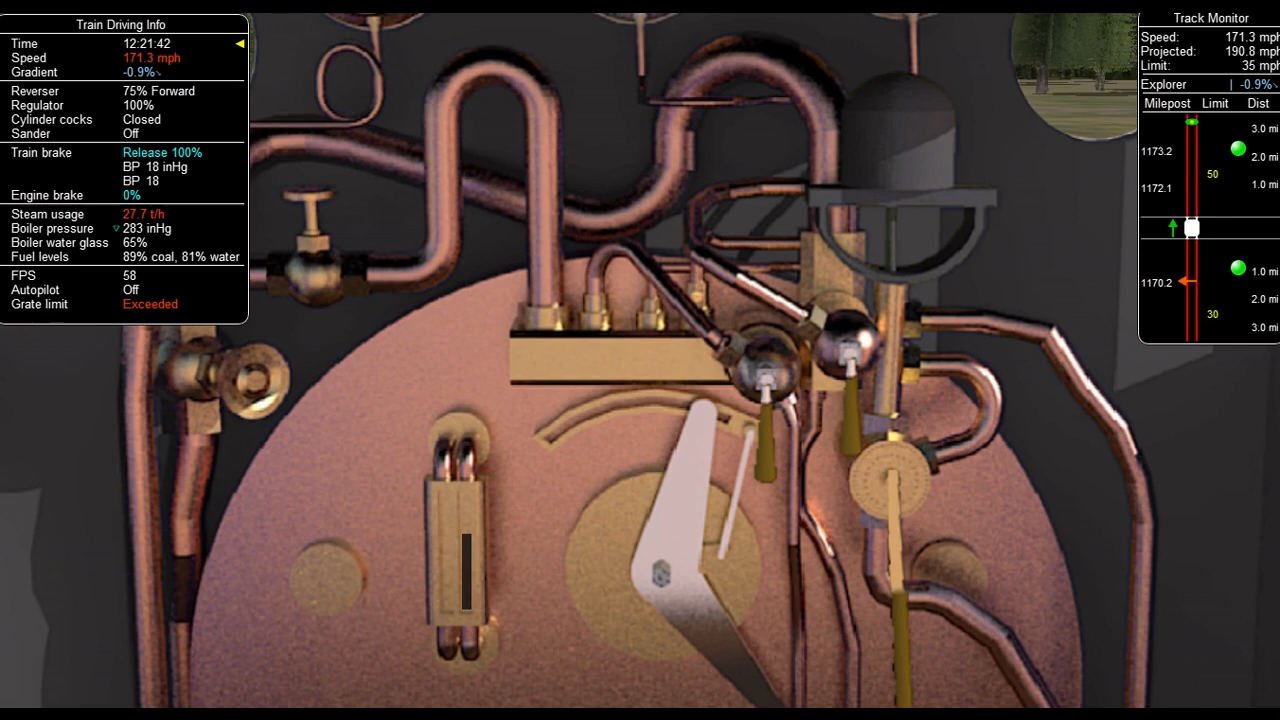 Train Driving Info
Time 12:21:42
Speed 171.3 mph
Gradient -0.9%
Reverser 75% Forward
Regulator 100%
Cylinder cocks Closed
Sander Off
Train brake Release 100%
BP 18 inHg
BP 18
Engine brake 0%
Steam usage 27.7 t/h
Boiler pressure 283 inHg
Boiler water glass 65%
Fuel levels 89% coal, 81% water
FPS 58
Autopilot Off
Grate limit Exceeded
Track Monitor
Speed: 171.3 mph
Projected: 190.8 mph
Limit: 35 mph
Explorer | -0.9%
Milepost Limit Dist
3.0 mi
1173.2 2.0 mi
50
1172.1 1.0 mi
1.0 mi
1170.2
2.0 mi
30
3.0 mi